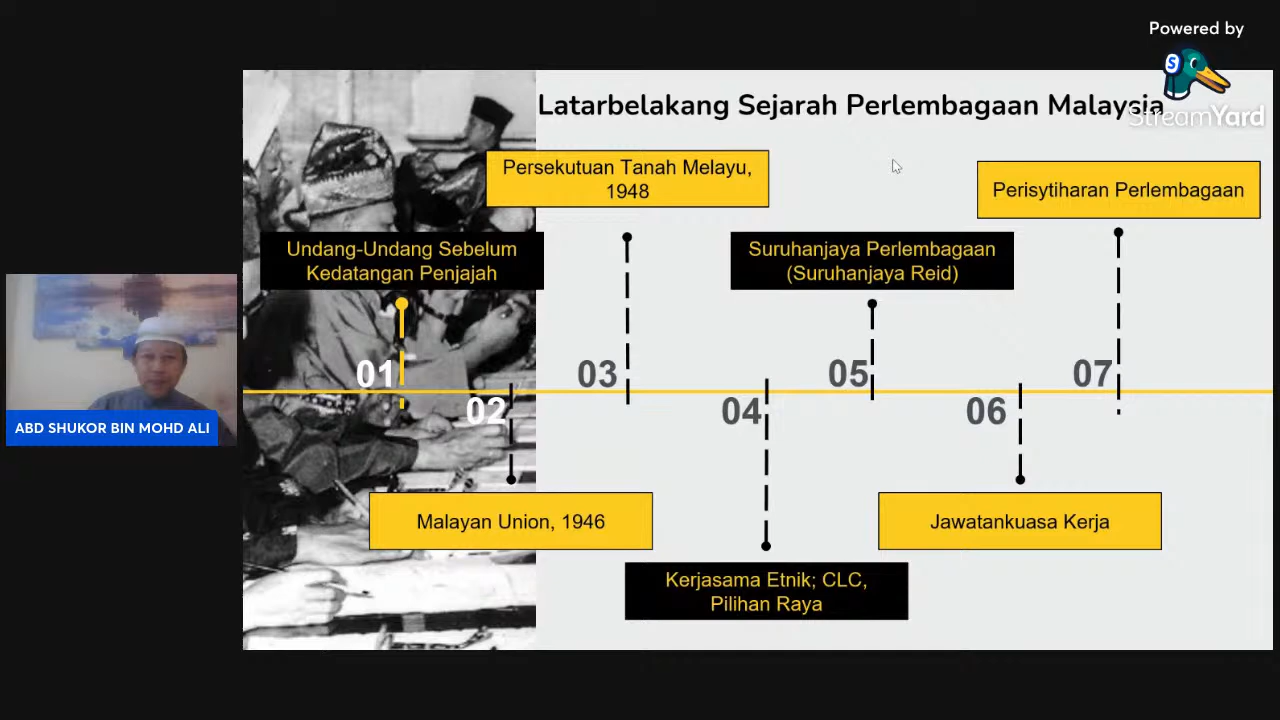 Powered by
S
StreamYard
Latarbelakang Sejarah Perlembagaan Malaysia
Persekutuan Tanah Melayu,
1948
Perisytiharan Perlembagaan
Undang-Undang Sebelum
Kedatangan Penjajah
Suruhanjaya Perlembagaan
(Suruhanjaya Reid)
01
03
05
07
02
04
06
ABD SHUKOR BIN MOHD ALI
Malayan Union, 1946
Jawatankuasa Kerja
Kerjasama Etnik; CLC,
Pilihan Raya